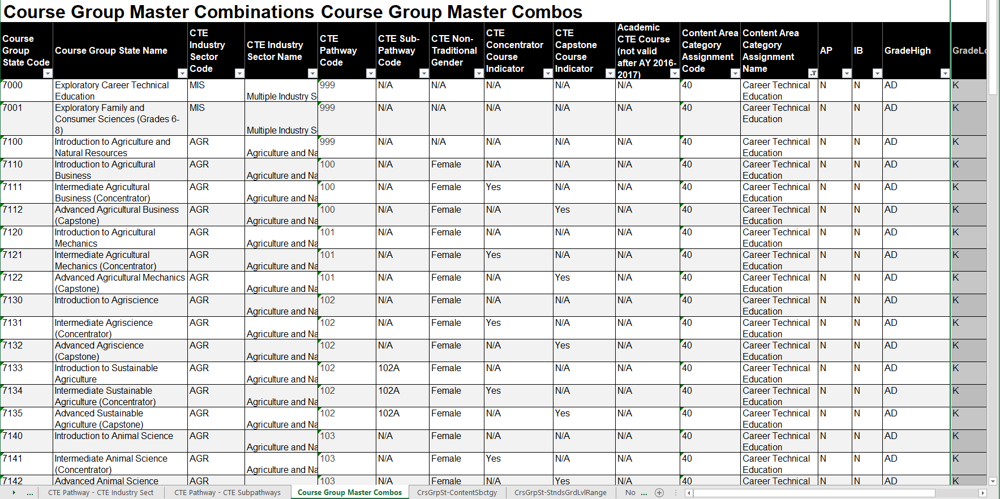 Course Group Master Combinations Course Group Master Combos
Course Group State Code | Course Group State Name | CTE Industry Sector Code | CTE Industry Sector Name | CTE Pathway Code | CTE Sub-Pathway Code | CTE Non-Traditional Gender | CTE Concentrator Course Indicator | CTE Capstone Course Indicator | Academic CTE Course (not valid after AY 2016-2017) | Content Area Category Assignment Code | Content Area Category Assignment Name | AP | IB | GradeHigh | GradeLo
7000 | Exploratory Career Technical Education | MIS | Multiple Industry S | 999 | N/A | N/A | N/A | N/A | N/A | 40 | Career Technical Education | N | N | AD | K
7001 | Exploratory Family and Consumer Sciences (Grades 6-8) | MIS | Multiple Industry S | 999 | N/A | N/A | N/A | N/A | N/A | 40 | Career Technical Education | N | N | AD | K
7100 | Introduction to Agriculture and Natural Resources | AGR | Agriculture and Na | 999 | N/A | N/A | N/A | N/A | N/A | 40 | Career Technical Education | N | N | AD | K
7110 | Introduction to Agricultural Business | AGR | Agriculture and Na | 100 | N/A | Female | N/A | N/A | N/A | 40 | Career Technical Education | N | N | AD | K
7111 | Intermediate Agricultural Business (Concentrator) | AGR | Agriculture and Na | 100 | N/A | Female | Yes | N/A | N/A | 40 | Career Technical Education | N | N | AD | K
7112 | Advanced Agricultural Business (Capstone) | AGR | Agriculture and Na | 100 | N/A | Female | N/A | Yes | N/A | 40 | Career Technical Education | N | N | AD | K
7120 | Introduction to Agricultural Mechanics | AGR | Agriculture and Na | 101 | N/A | Female | N/A | N/A | N/A | 40 | Career Technical Education | N | N | AD | K
7121 | Intermediate Agricultural Mechanics (Concentrator) | AGR | Agriculture and Na | 101 | N/A | Female | Yes | N/A | N/A | 40 | Career Technical Education | N | N | AD | K
7122 | Advanced Agricultural Mechanics (Capstone) | AGR | Agriculture and Na | 101 | N/A | Female | N/A | Yes | N/A | 40 | Career Technical Education | N | N | AD | K
7130 | Introduction to Agriscience | AGR | Agriculture and Na | 102 | N/A | Female | N/A | N/A | N/A | 40 | Career Technical Education | N | N | AD | K
7131 | Intermediate Agriscience (Concentrator) | AGR | Agriculture and Na | 102 | N/A | Female | Yes | N/A | N/A | 40 | Career Technical Education | N | N | AD | K
7132 | Advanced Agriscience (Capstone) | AGR | Agriculture and Na | 102 | N/A | Female | N/A | Yes | N/A | 40 | Career Technical Education | N | N | AD | K
7133 | Introduction to Sustainable Agriculture | AGR | Agriculture and Na | 102 | 102A | Female | N/A | N/A | N/A | 40 | Career Technical Education | N | N | AD | K
7134 | Intermediate Sustainable Agriculture (Concentrator) | AGR | Agriculture and Na | 102 | 102A | Female | Yes | N/A | N/A | 40 | Career Technical Education | N | N | AD | K
7135 | Advanced Sustainable Agriculture (Capstone) | AGR | Agriculture and Na | 102 | 102A | Female | N/A | Yes | N/A | 40 | Career Technical Education | N | N | AD | K
7140 | Introduction to Animal Science | AGR | Agriculture and Na | 103 | N/A | Female | N/A | N/A | N/A | 40 | Career Technical Education | N | N | AD | K
7141 | Intermediate Animal Science (Concentrator) | AGR | Agriculture and Na | 103 | N/A | Female | Yes | N/A | N/A | 40 | Career Technical Education | N | N | AD | K
7142 | Advanced Animal Science | AGR | 103 | N/A | Female | N/A | Yes | N/A | 40 | Career Technical | N | N | AD | K
... CTE Pathway - CTE Industry Sect | CTE Pathway - CTE Subpathways | Course Group Master Combos | CrsGrpSt-ContentSbctgy | CrsGrpSt-StndsGrdLvlRange | No ...